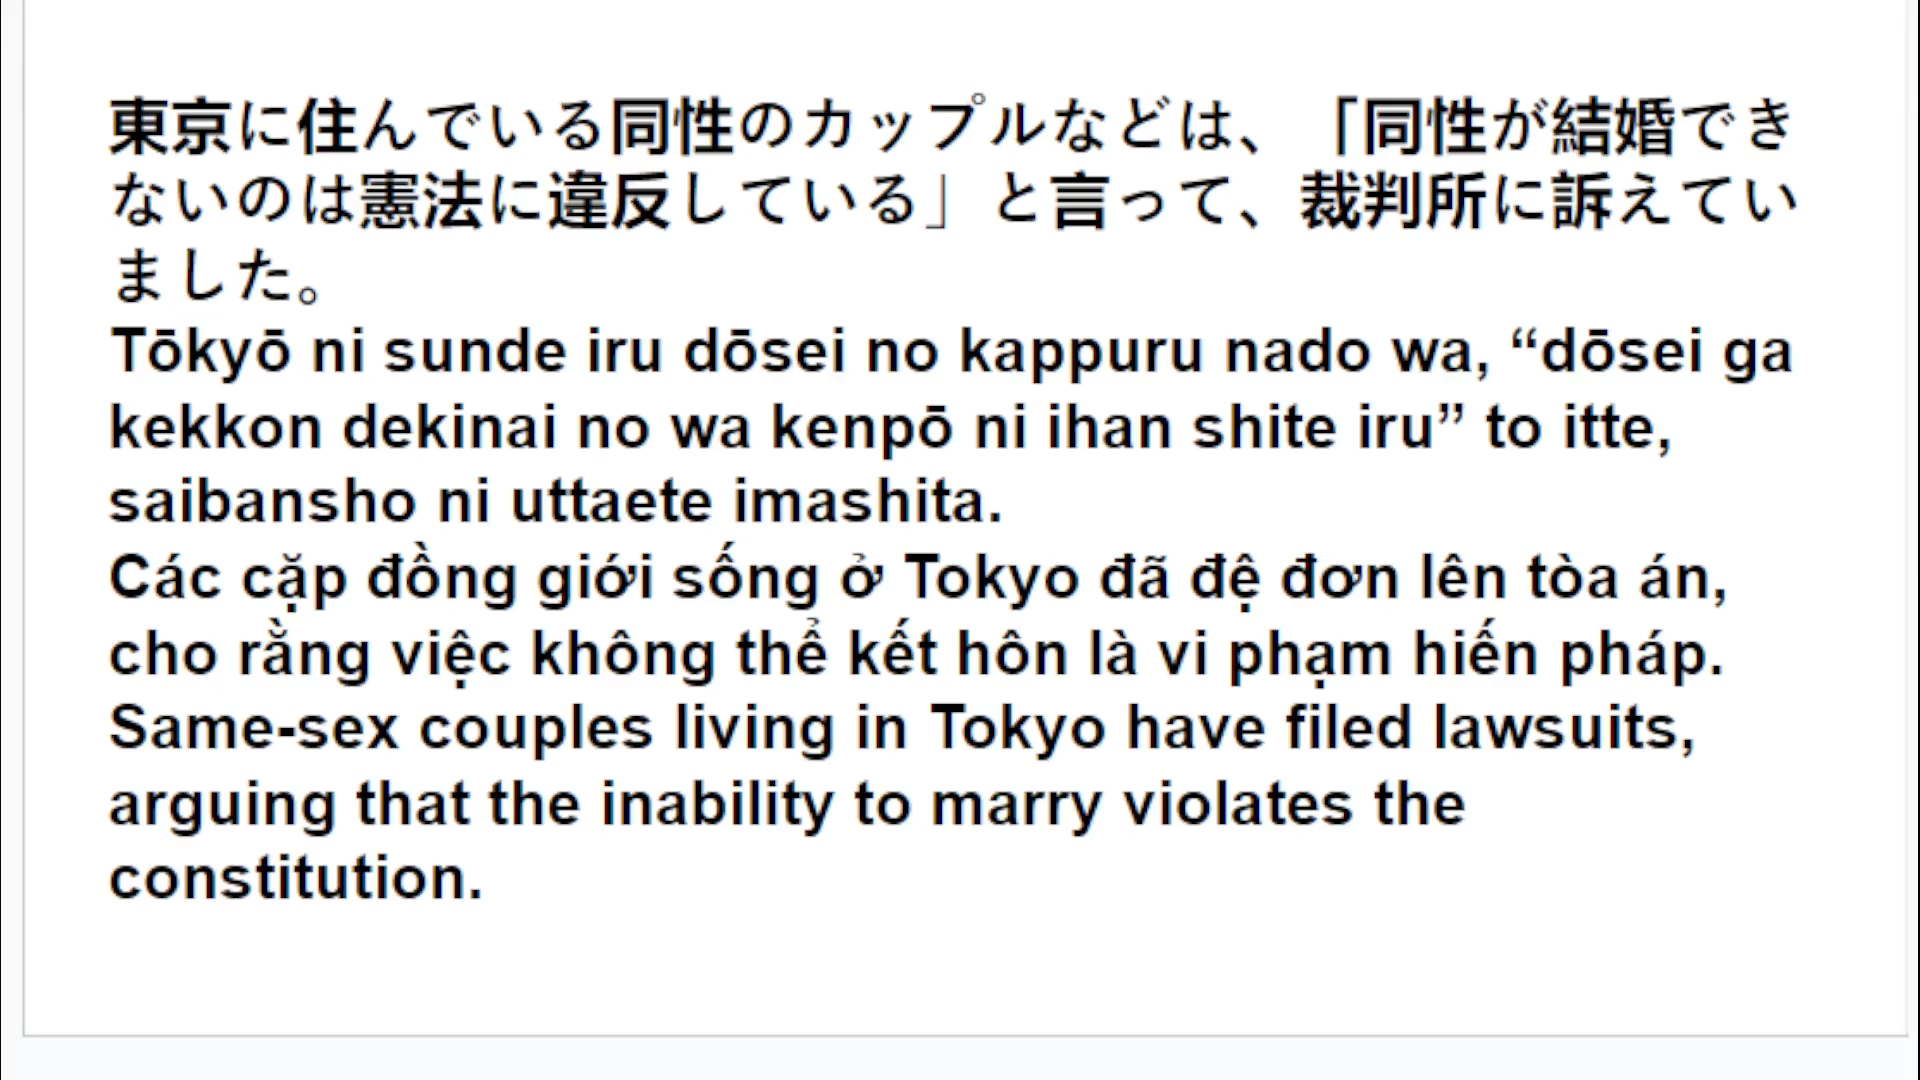 東京に住んでいる同性のカップルなどは、「同性が結婚でき
ないのは憲法に違反している」と言って、裁判所に訴えてい
ました。
Tōkyō ni sunde iru dōsei no kappuru nado wa, “dōsei ga
kekkon dekinai no wa kenpō ni ihan shite iru” to itte,
saibansho ni uttaete imashita.
Các cặp đồng giới sống ở Tokyo đã đệ đơn lên tòa án,
cho rằng việc không thể kết hôn là vi phạm hiến pháp.
Same-sex couples living in Tokyo have filed lawsuits,
arguing that the inability to marry violates the
constitution.